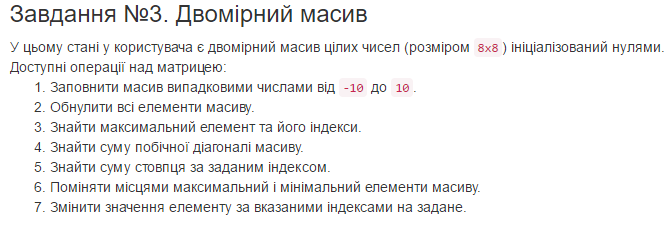 Завдання №3. Двомірний масив
У цьому стані у користувача є двомірний масив цілих чисел (розміром 8x8) ініціалізований нулями.
Доступні операції над матрицею:
1. Заповнити масив випадковими числами від -10 до 10.
2. Обнулити всі елементи масиву.
3. Знайти максимальний елемент та його індекси.
4. Знайти суму побічної діагоналі масиву.
5. Знайти суму стовпця за заданим індексом.
6. Поміняти місцями максимальний і мінімальний елементи масиву.
7. Змінити значення елементу за вказаними індексами на задане.